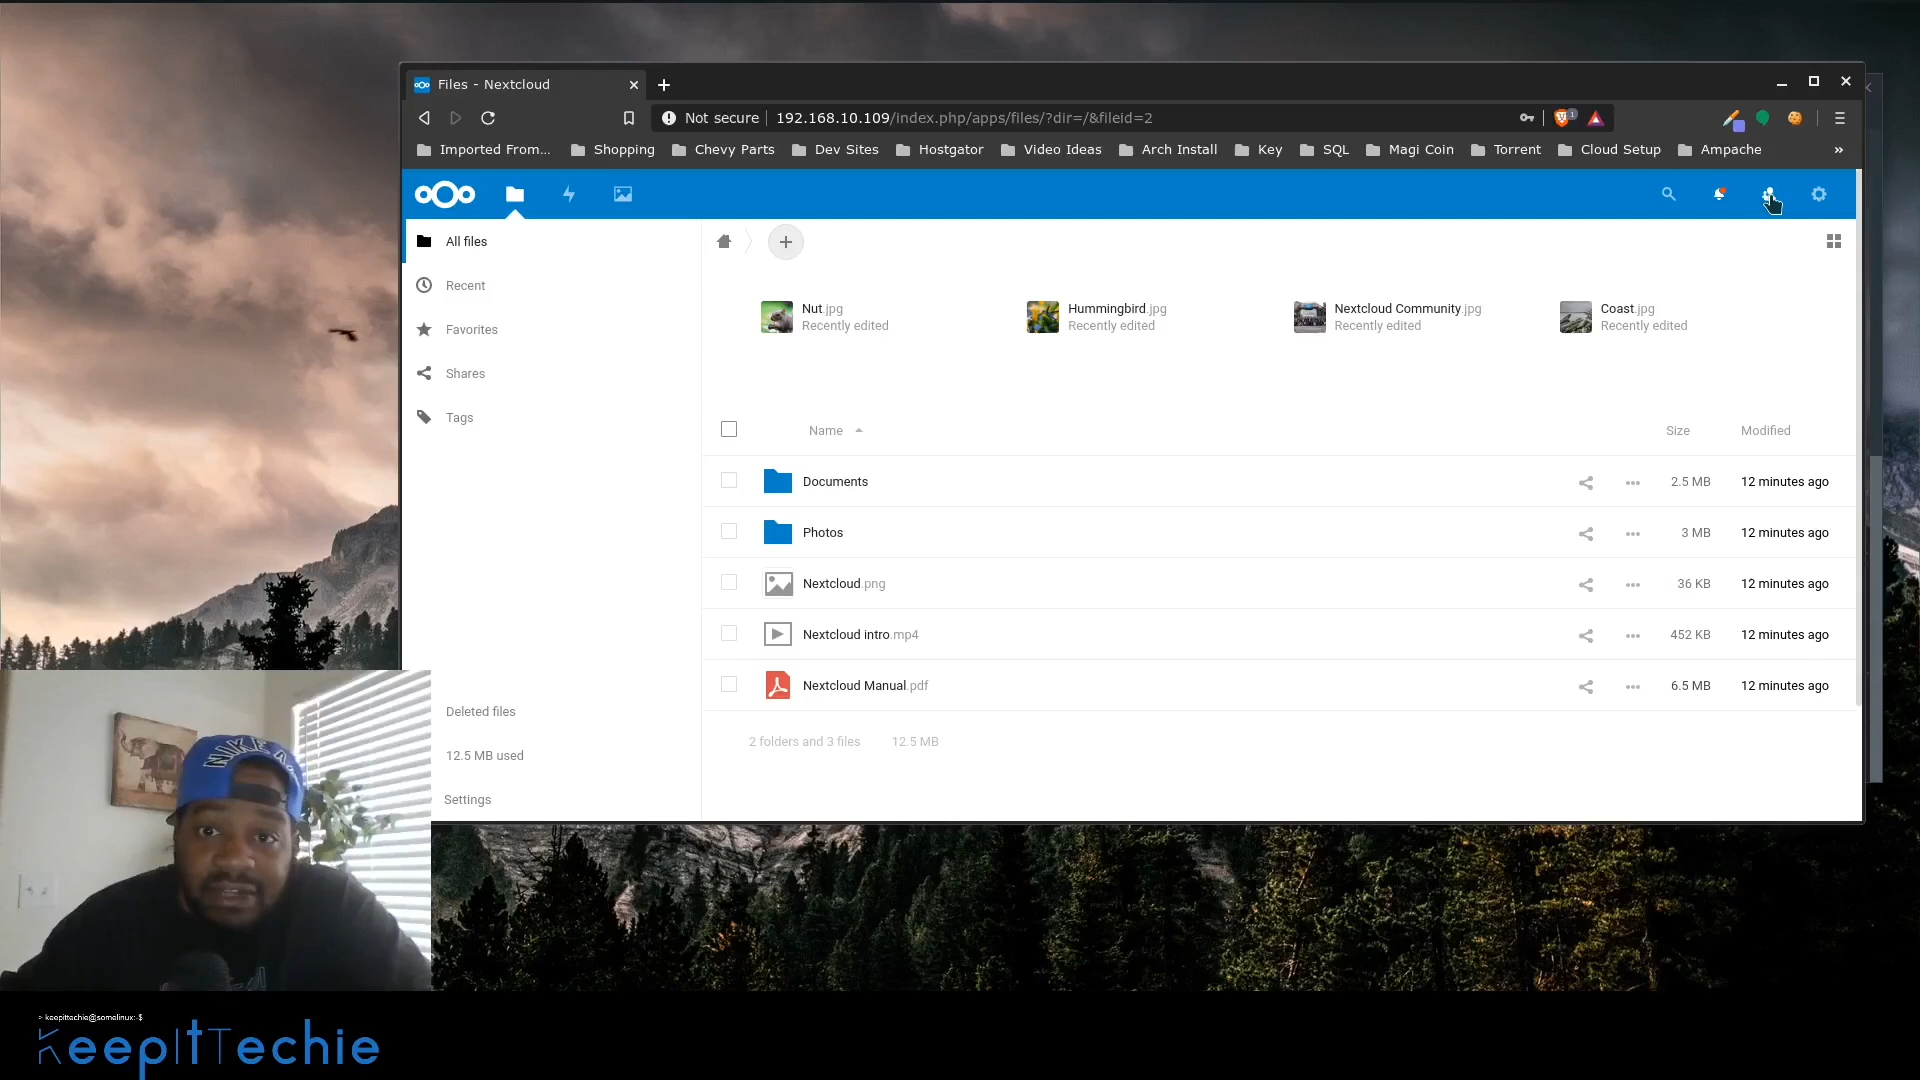 Files - Nextcloud
Not secure 192.168.10.109/index.php/apps/files/?dir=/&fileid=2
1
Imported From... Shopping Chevy Parts Dev Sites Hostgator Video Ideas Arch Install Key SQL Magi Coin Torrent Cloud Setup Ampache »
All files
Recent
Favorites
Shares
Tags
Deleted files
12.5 MB used
Settings
Nut.jpg
Recently edited
Hummingbird.jpg
Recently edited
Nextcloud Community.jpg
Recently edited
Coast.jpg
Recently edited
Name Size Modified
Documents 2.5 MB 12 minutes ago
Photos 3 MB 12 minutes ago
Nextcloud.png 36 KB 12 minutes ago
Nextcloud intro.mp4 452 KB 12 minutes ago
Nextcloud Manual.pdf 6.5 MB 12 minutes ago
2 folders and 3 files 12.5 MB
> keepittechie@somelinux:-$
KeepItTechie